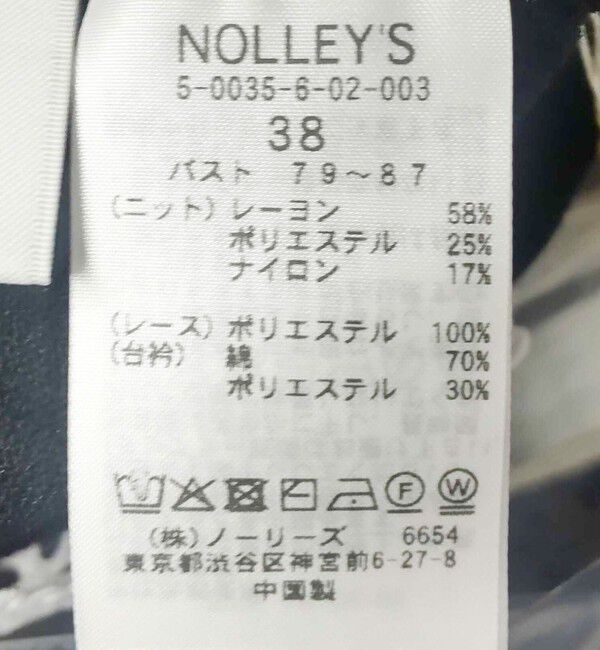 NOLLEY'S
5-0035-6-02-003
38
バスト 79～87
(ニット) レーヨン 58%
ポリエステル 25%
ナイロン 17%
(レース) ポリエステル 100%
(台衿) 綿 70%
ポリエステル 30%
F W
(株) ノーリーズ 6654
東京都渋谷区神宮前6-27-8
中国製